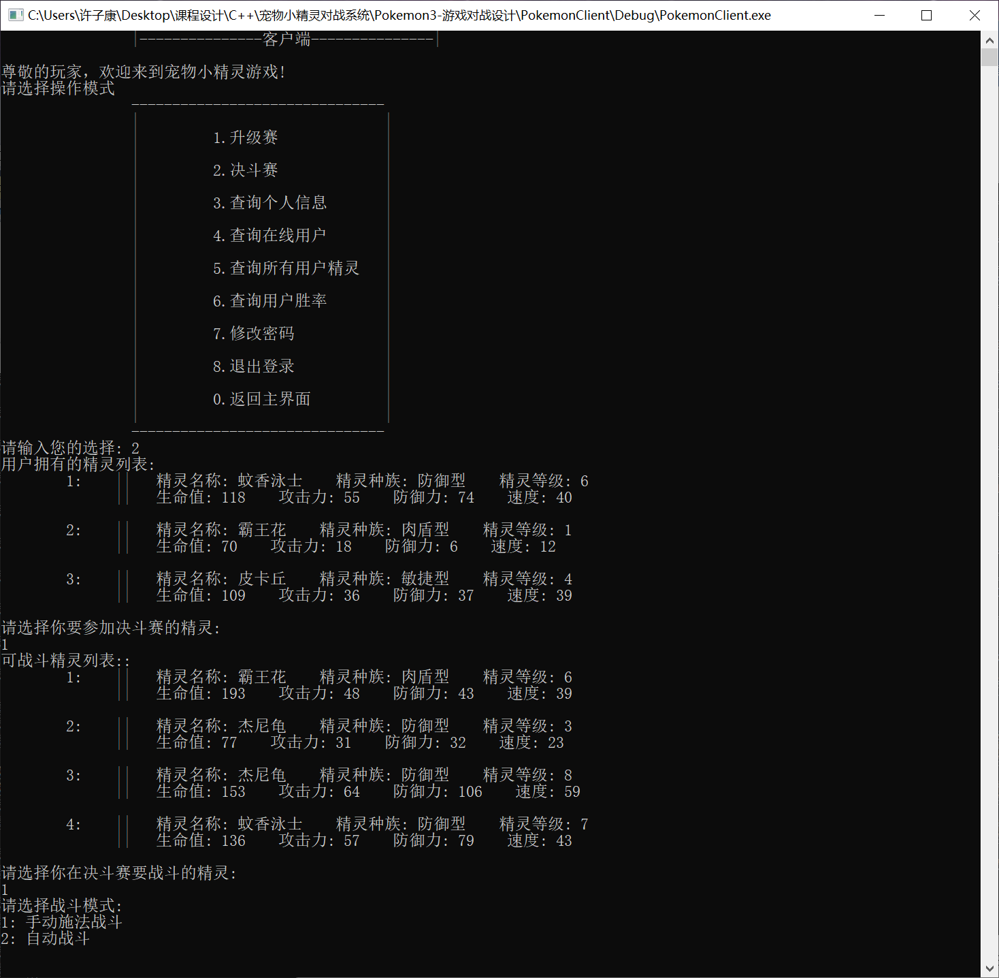 C:\Users\许子康\Desktop\课程设计\C++\宠物小精灵对战系统\Pokemon3-游戏对战设计\PokemonClient\Debug\PokemonClient.exe
|---------------客户端---------------|
尊敬的玩家，欢迎来到宠物小精灵游戏!
请选择操作模式
-------------------------------
1.升级赛
2.决斗赛
3.查询个人信息
4.查询在线用户
5.查询所有用户精灵
6.查询用户胜率
7.修改密码
8.退出登录
0.返回主界面
-------------------------------
请输入您的选择: 2
用户拥有的精灵列表:
1: || 精灵名称: 蚊香泳士 精灵种族: 防御型 精灵等级: 6
|| 生命值: 118 攻击力: 55 防御力: 74 速度: 40
2: || 精灵名称: 霸王花 精灵种族: 肉盾型 精灵等级: 1
|| 生命值: 70 攻击力: 18 防御力: 6 速度: 12
3: || 精灵名称: 皮卡丘 精灵种族: 敏捷型 精灵等级: 4
|| 生命值: 109 攻击力: 36 防御力: 37 速度: 39
请选择你要参加决斗赛的精灵:
1
可战斗精灵列表::
1: || 精灵名称: 霸王花 精灵种族: 肉盾型 精灵等级: 6
|| 生命值: 193 攻击力: 48 防御力: 43 速度: 39
2: || 精灵名称: 杰尼龟 精灵种族: 防御型 精灵等级: 3
|| 生命值: 77 攻击力: 31 防御力: 32 速度: 23
3: || 精灵名称: 杰尼龟 精灵种族: 防御型 精灵等级: 8
|| 生命值: 153 攻击力: 64 防御力: 106 速度: 59
4: || 精灵名称: 蚊香泳士 精灵种族: 防御型 精灵等级: 7
|| 生命值: 136 攻击力: 57 防御力: 79 速度: 43
请选择你在决斗赛要战斗的精灵:
1
请选择战斗模式:
1: 手动施法战斗
2: 自动战斗